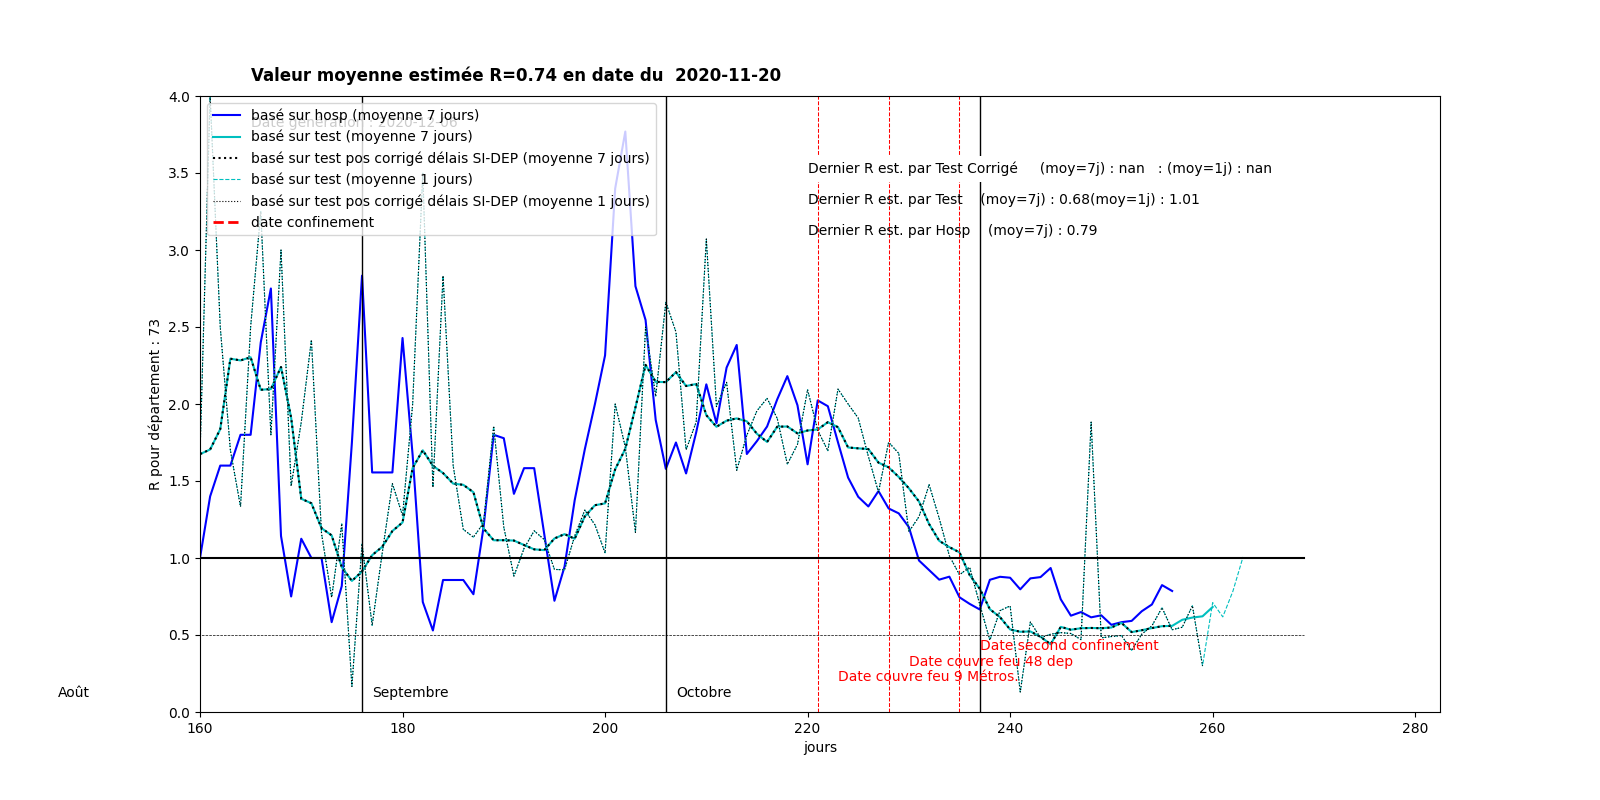 Valeur moyenne estimée R=0.74 en date du  2020-11-20
Date génération : 2020-12-06
basé sur hosp (moyenne 7 jours)
basé sur test (moyenne 7 jours)
basé sur test pos corrigé délais SI-DEP (moyenne 7 jours)
basé sur test (moyenne 1 jours)
basé sur test pos corrigé délais SI-DEP (moyenne 1 jours)
date confinement
Dernier R est. par Test Corrigé     (moy=7j) : nan   : (moy=1j) : nan
Dernier R est. par Test    (moy=7j) : 0.68(moy=1j) : 1.01
Dernier R est. par Hosp    (moy=7j) : 0.79
4.0
3.5
3.0
2.5
2.0
1.5
1.0
0.5
0.0
R pour département : 73
Date second confinement
Date couvre feu 48 dep
Date couvre feu 9 Métros.
Août
Septembre
Octobre
160 180 200 220 240 260 280
jours